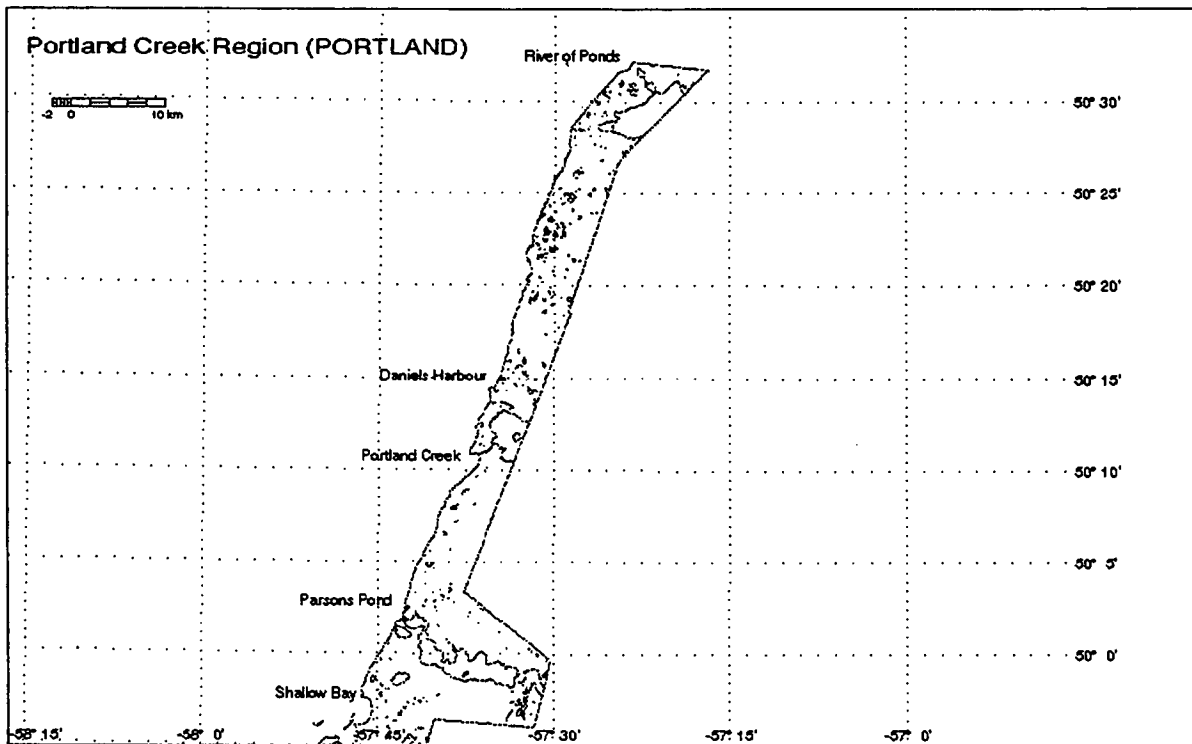 Portland Creek Region (PORTLAND)
-2 0 10 km
River of Ponds
50° 30'
50° 25'
50° 20'
Daniels Harbour
50° 15'
Portland Creek
50° 10'
50° 5'
Parsons Pond
50° 0'
Shallow Bay
-58° 15' -58° 0' -57° 45' -57° 30' -57° 15' -57° 0'